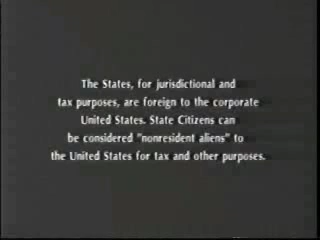 The States, for jurisdictional and
tax purposes, are foreign to the corporate
United States. State Citizens can
be considered "nonresident aliens" to
the United States for tax and other purposes.